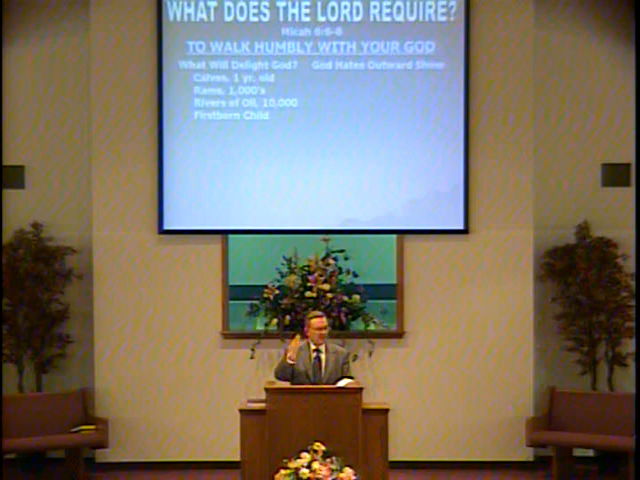 WHAT DOES THE LORD REQUIRE?
Micah 6:6-8
TO WALK HUMBLY WITH YOUR GOD
What Will Delight God? God Hates Outward Show
Calves, 1 yr. old
Rams, 1,000's
Rivers of Oil, 10,000
Firstborn Child